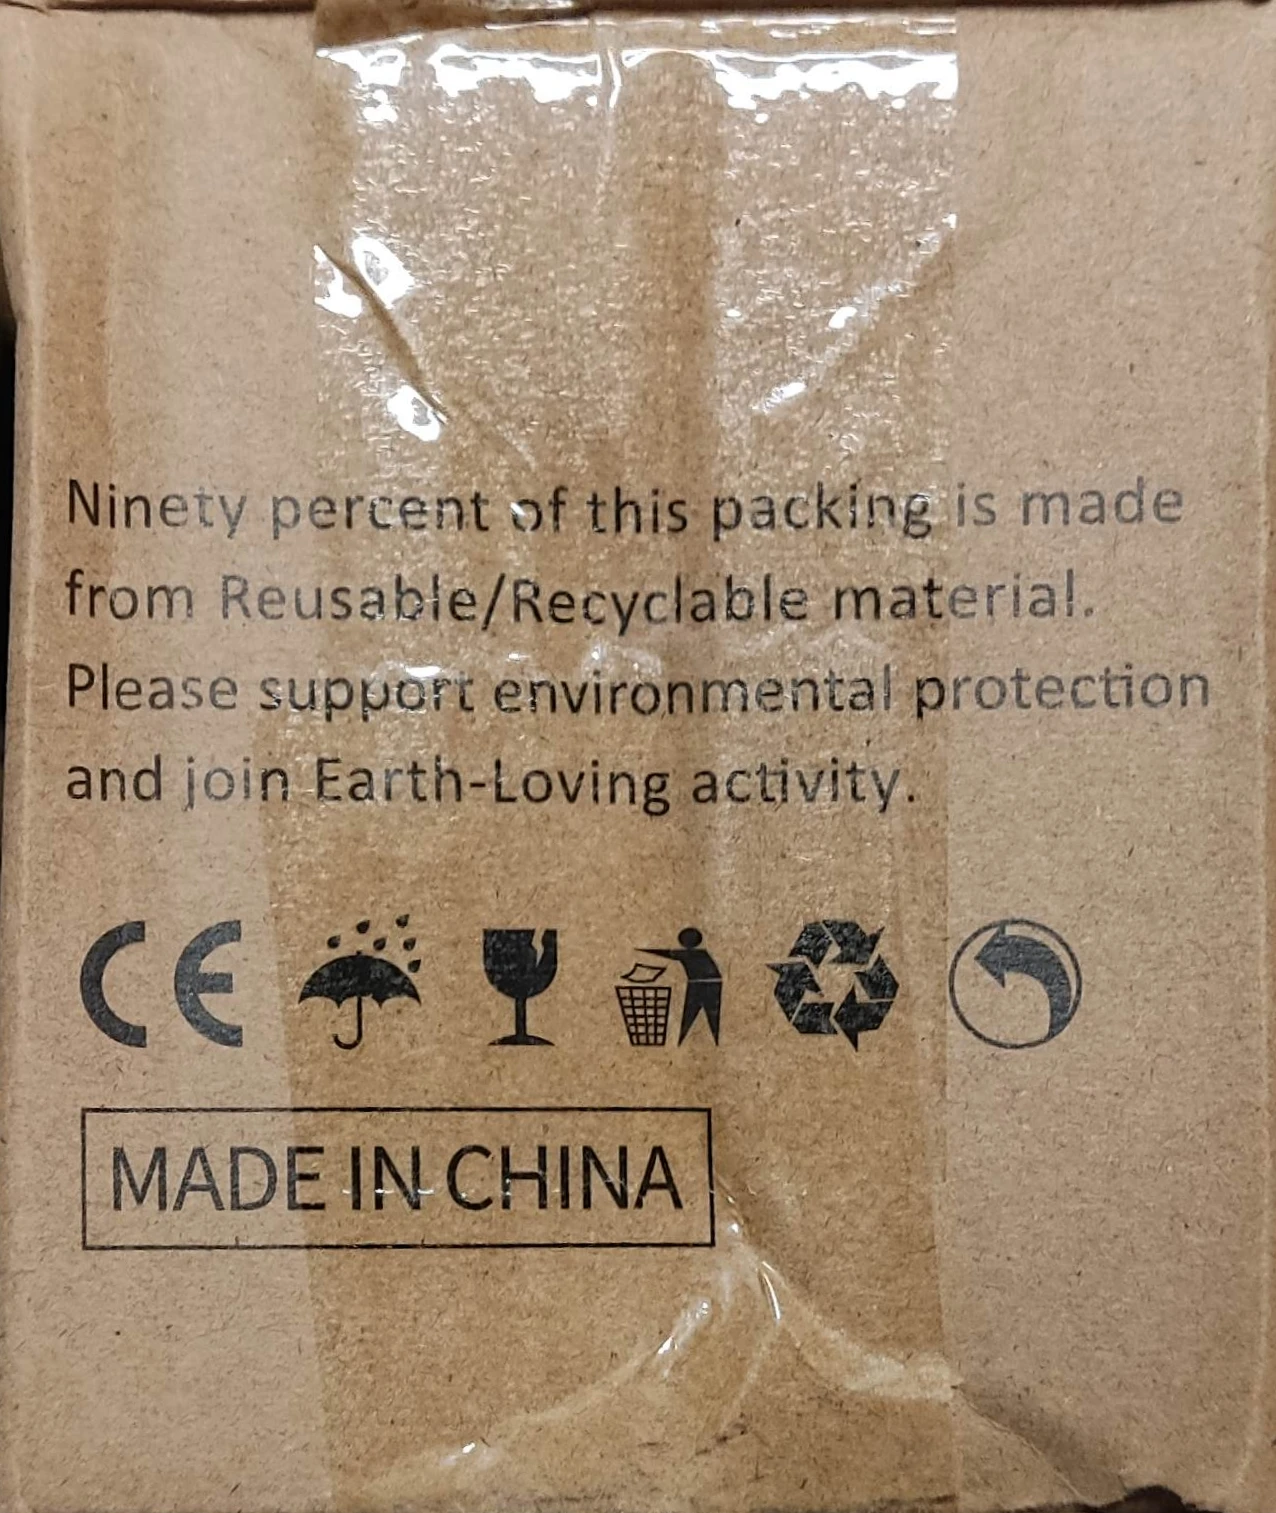 Ninety percent of this packing is made
from Reusable/Recyclable material.
Please support environmental protection
and join Earth-Loving activity.
CE
MADE IN CHINA